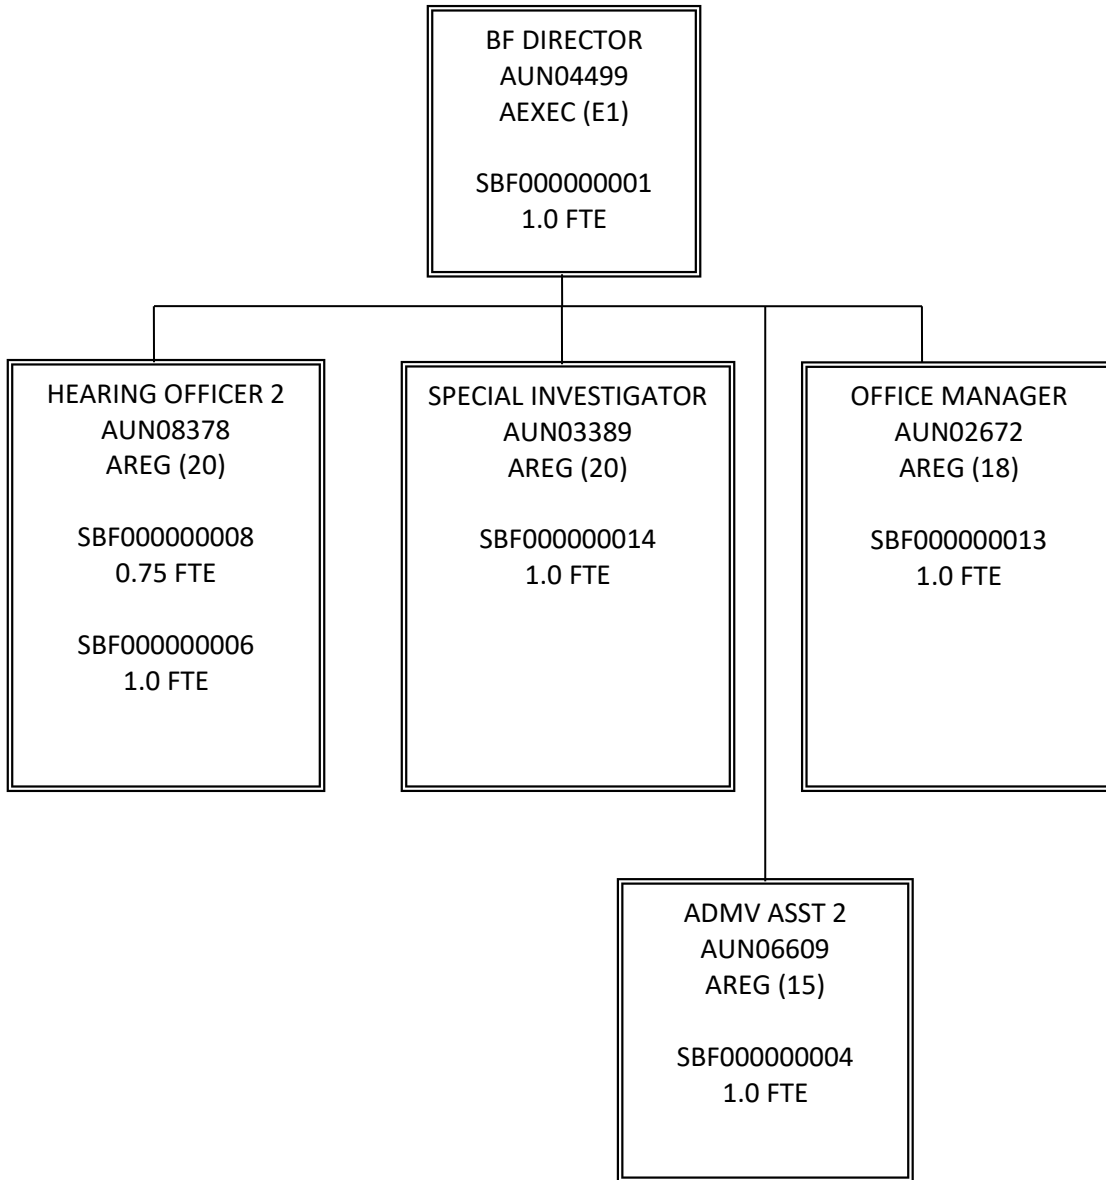 BF DIRECTOR
AUN04499
AEXEC (E1)
SBF000000001
1.0 FTE
HEARING OFFICER 2
AUN08378
AREG (20)
SBF000000008
0.75 FTE
SBF000000006
1.0 FTE
SPECIAL INVESTIGATOR
AUN03389
AREG (20)
SBF000000014
1.0 FTE
OFFICE MANAGER
AUN02672
AREG (18)
SBF000000013
1.0 FTE
ADMV ASST 2
AUN06609
AREG (15)
SBF000000004
1.0 FTE